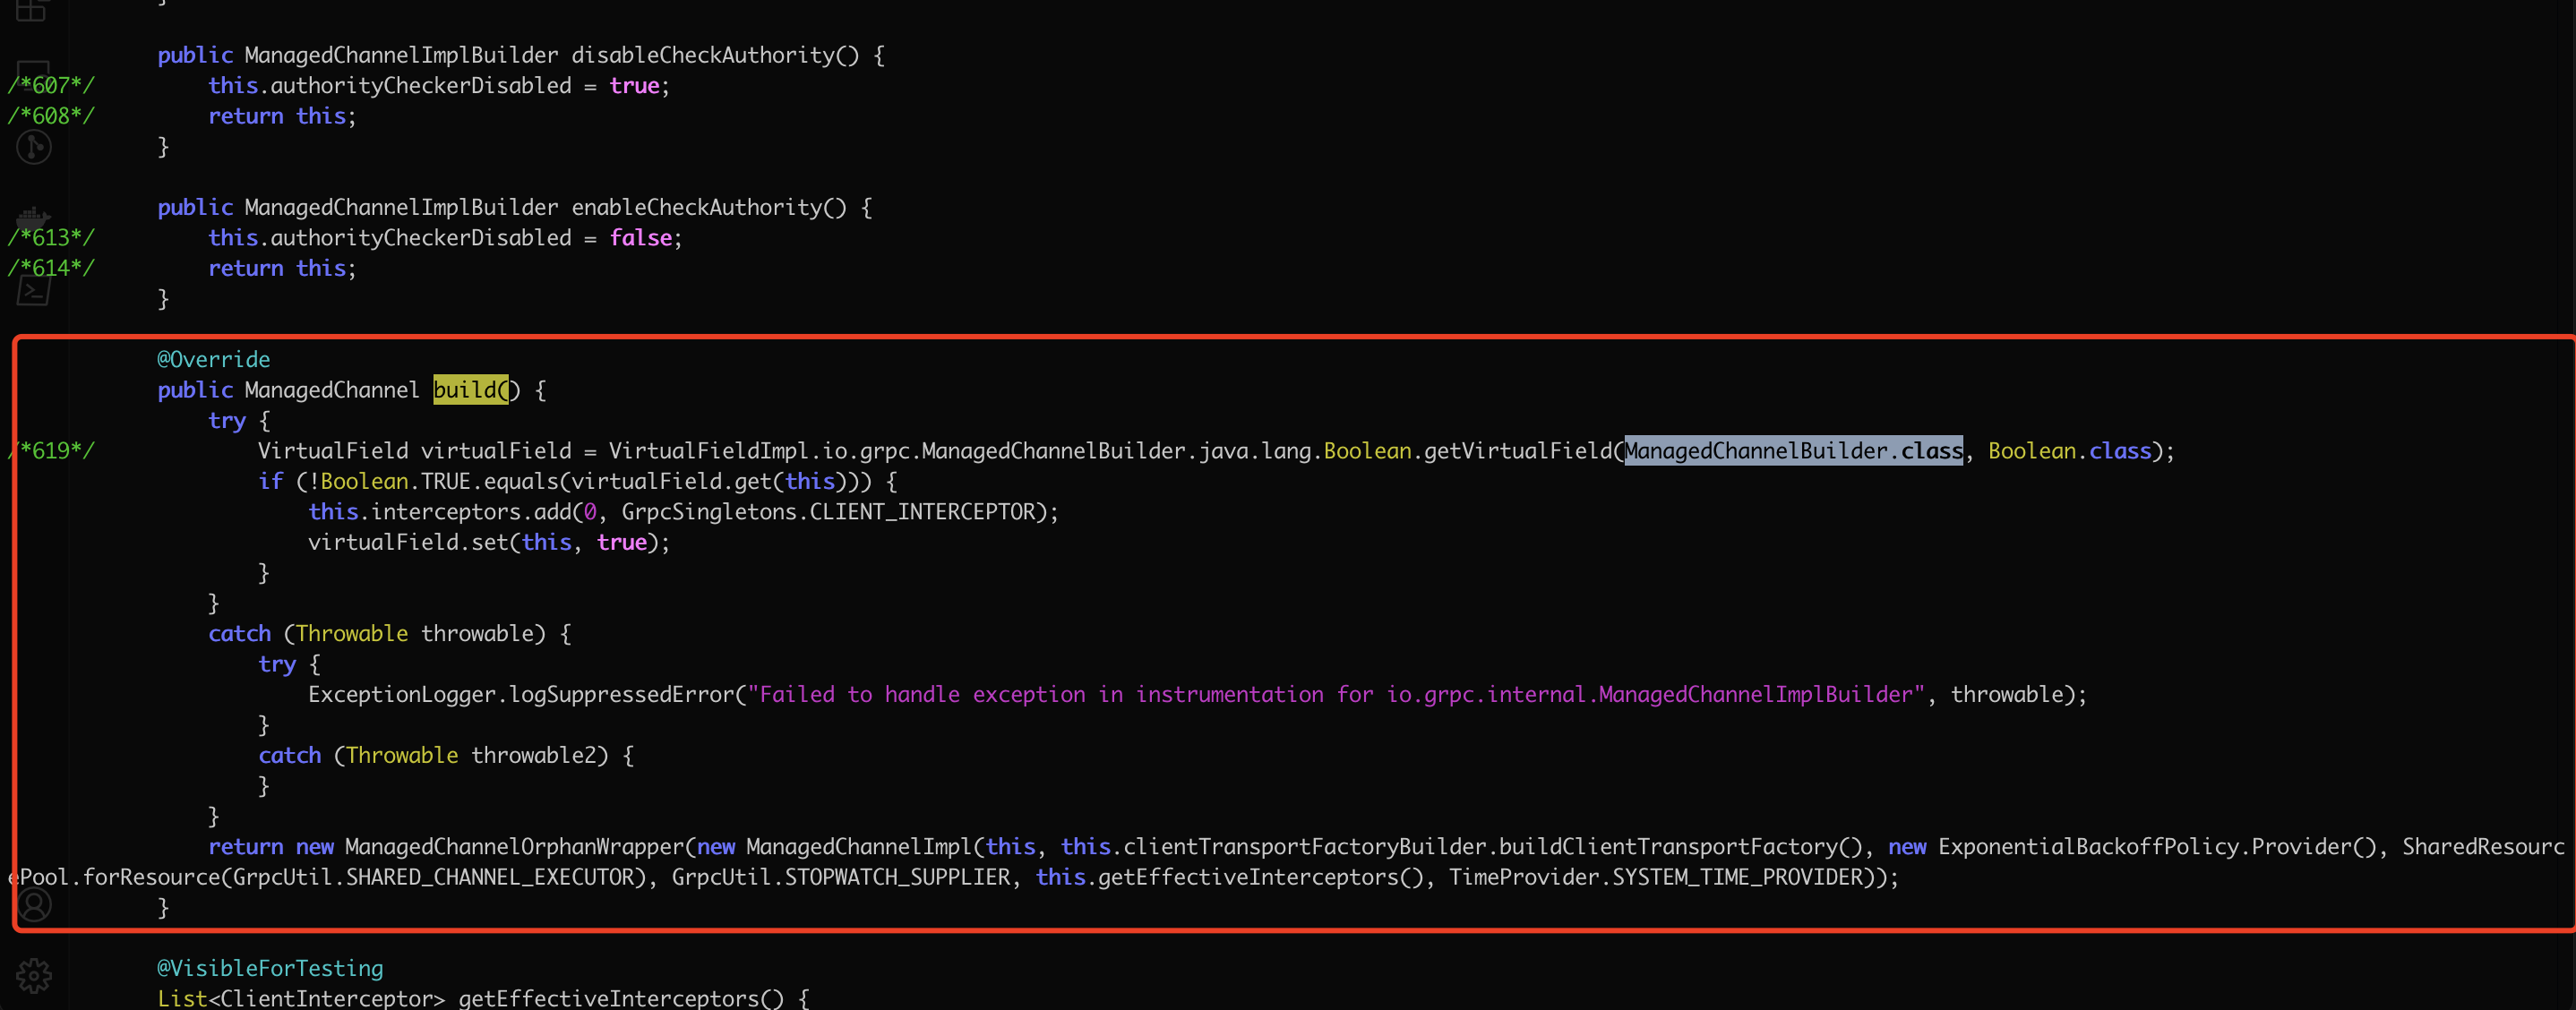 }
public ManagedChannelImplBuilder disableCheckAuthority() {
/*607*/ this.authorityCheckerDisabled = true;
/*608*/ return this;
}
public ManagedChannelImplBuilder enableCheckAuthority() {
/*613*/ this.authorityCheckerDisabled = false;
/*614*/ return this;
}
@Override
public ManagedChannel build() {
try {
/*619*/ VirtualField virtualField = VirtualFieldImpl.io.grpc.ManagedChannelBuilder.java.lang.Boolean.getVirtualField(ManagedChannelBuilder.class, Boolean.class);
if (!Boolean.TRUE.equals(virtualField.get(this))) {
this.interceptors.add(0, GrpcSingletons.CLIENT_INTERCEPTOR);
virtualField.set(this, true);
}
}
catch (Throwable throwable) {
try {
ExceptionLogger.logSuppressedError("Failed to handle exception in instrumentation for io.grpc.internal.ManagedChannelImplBuilder", throwable);
}
catch (Throwable throwable2) {
}
}
return new ManagedChannelOrphanWrapper(new ManagedChannelImpl(this, this.clientTransportFactoryBuilder.buildClientTransportFactory(), new ExponentialBackoffPolicy.Provider(), SharedResourc
ePool.forResource(GrpcUtil.SHARED_CHANNEL_EXECUTOR), GrpcUtil.STOPWATCH_SUPPLIER, this.getEffectiveInterceptors(), TimeProvider.SYSTEM_TIME_PROVIDER));
}
@VisibleForTesting
List<ClientInterceptor> getEffectiveInterceptors() {